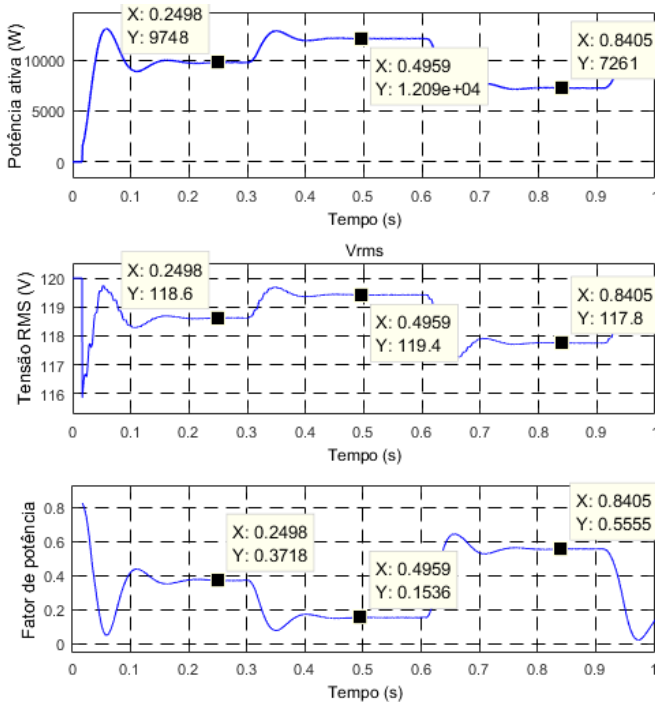 X: 0.2498
Y: 9748
X: 0.4959
Y: 1.209e+04
X: 0.8405
Y: 7261
Potência ativa (W)
10000
5000
0
0 0.1 0.2 0.3 0.4 0.5 0.6 0.7 0.8 0.9 1
Tempo (s)
Vrms
X: 0.2498
Y: 118.6
X: 0.4959
Y: 119.4
X: 0.8405
Y: 117.8
Tensão RMS (V)
120
119
118
117
116
0 0.1 0.2 0.3 0.4 0.5 0.6 0.7 0.8 0.9 1
Tempo (s)
X: 0.2498
Y: 0.3718
X: 0.4959
Y: 0.1536
X: 0.8405
Y: 0.5555
Fator de potência
0.8
0.6
0.4
0.2
0
0 0.1 0.2 0.3 0.4 0.5 0.6 0.7 0.8 0.9 1
Tempo (s)